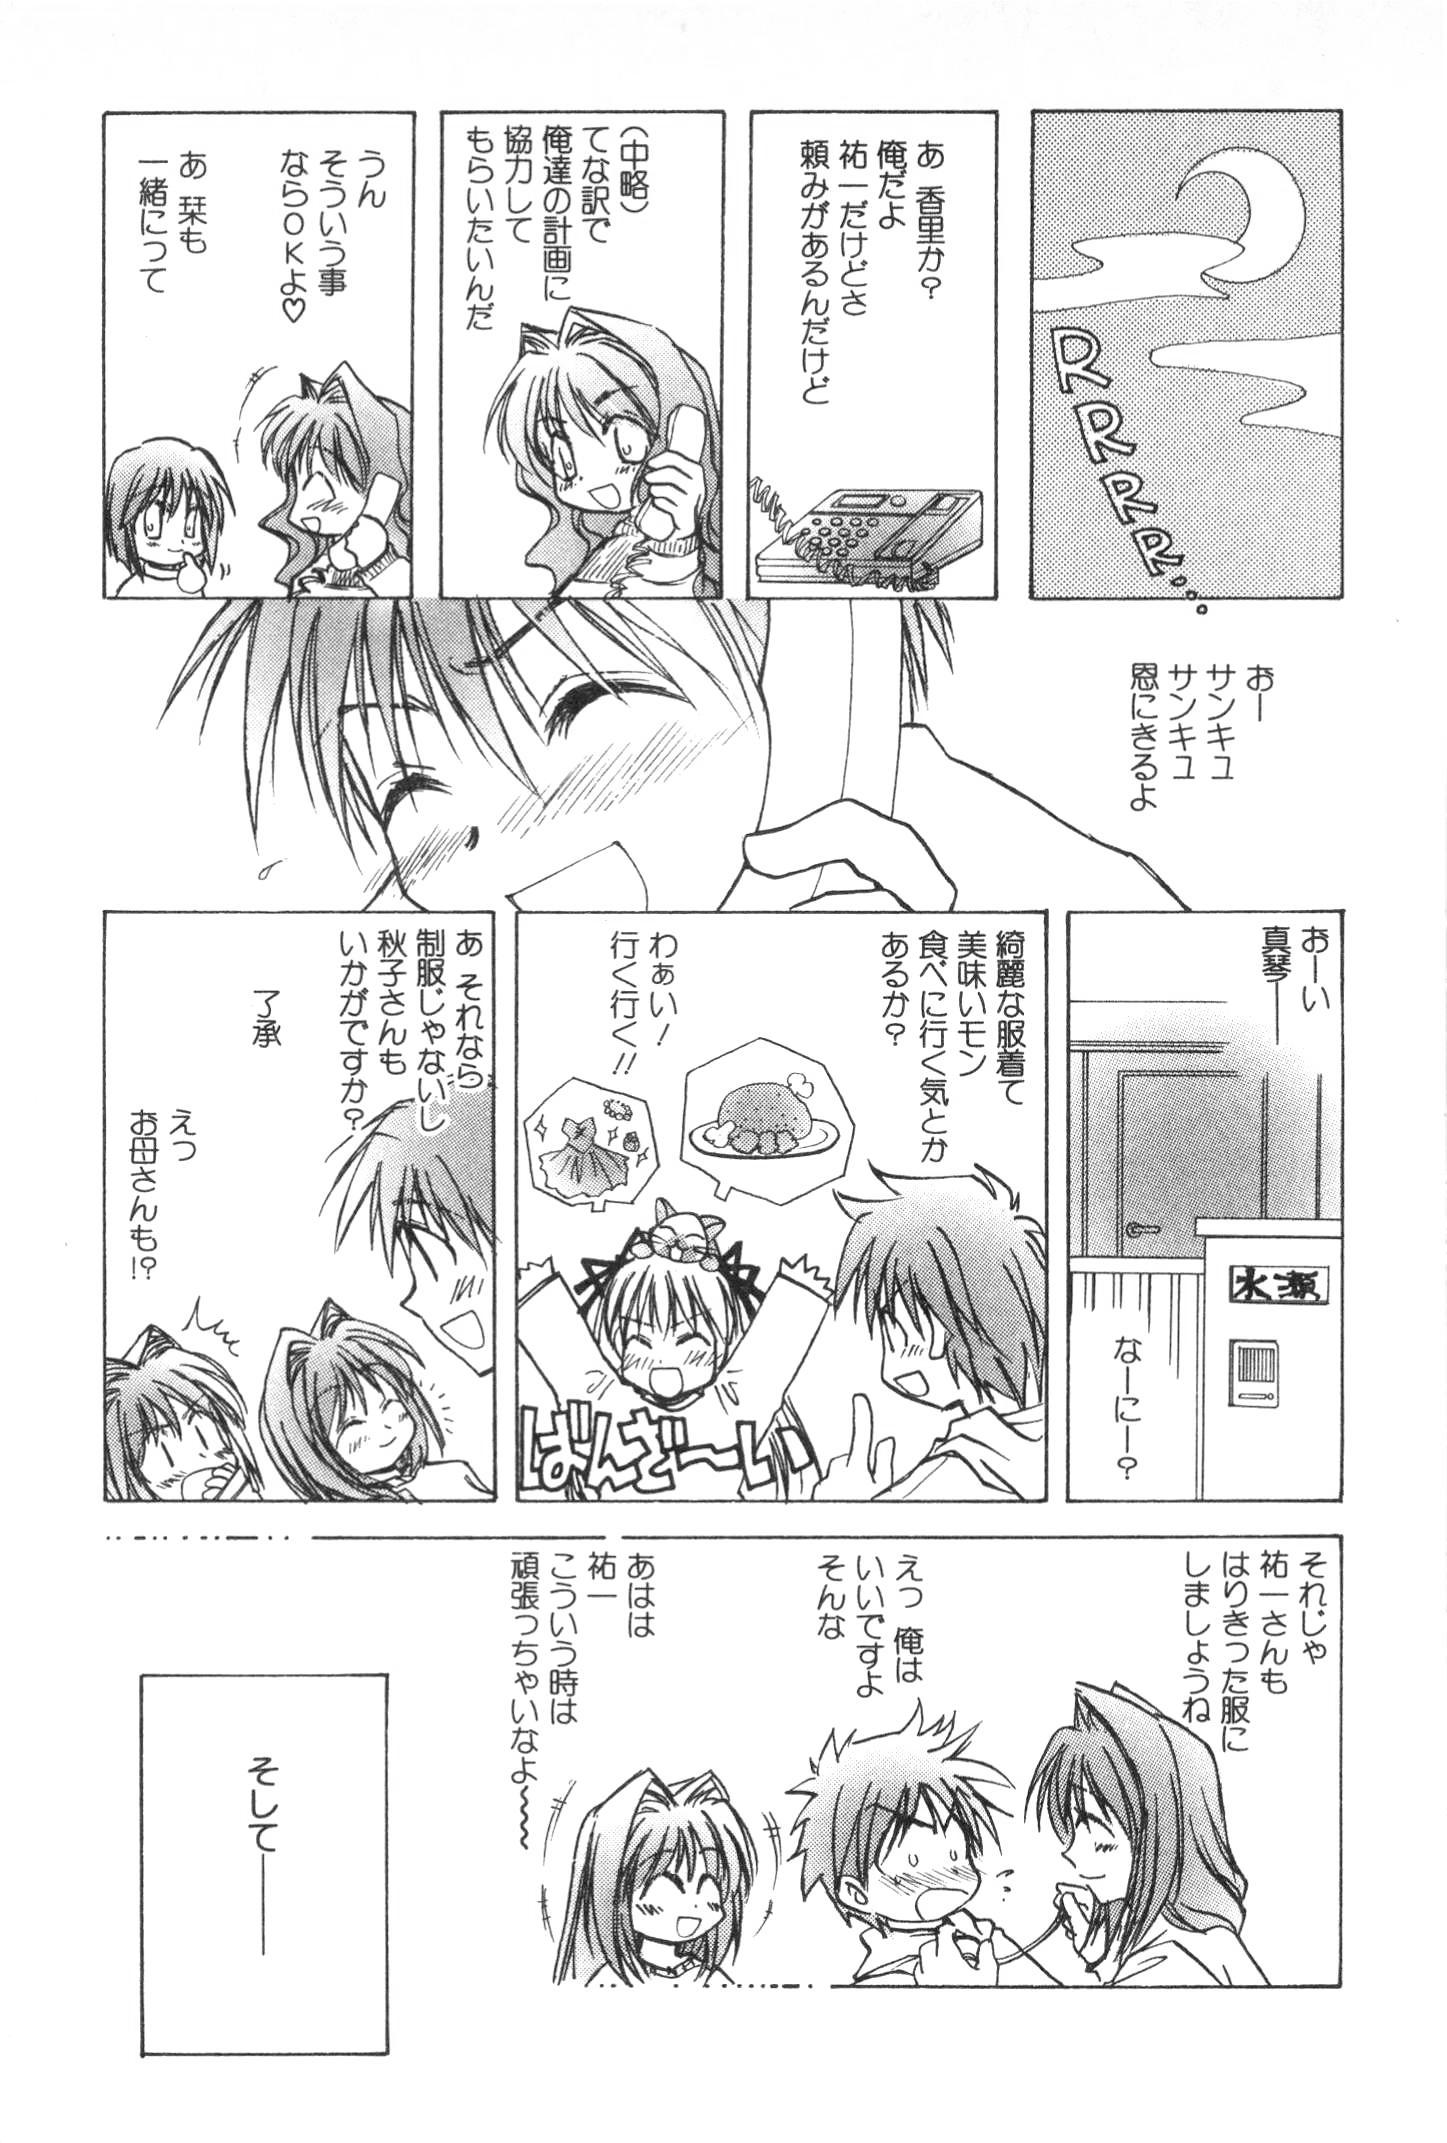 RRRRR...
あ 香里か?
俺だよ
祐一だけどさ
頼みがあるんだけど
(中略)
てな訳で
俺達の計画に
協力して
もらいたいんだ
うん
そういう事
ならOKよ♡
あ 栞も
一緒にって
おー
サンキュ
サンキュ
恩にきるよ
おーい
真琴ー
水瀬
なーにー?
綺麗な服着て
美味いモン
食べに行く気とか
あるか?
わぁい!
行く行く!!
ばんざ〜い
あ それなら
制服じゃないし
秋子さんも
いかがですか?
了承
えっ
お母さんも!?
それじゃ
祐一さんも
はりきった服に
しましょうね
えっ 俺は
いいですよ
そんな
あはは
祐一
こういう時は
頑張っちゃいなよ〜〜〜
そして───